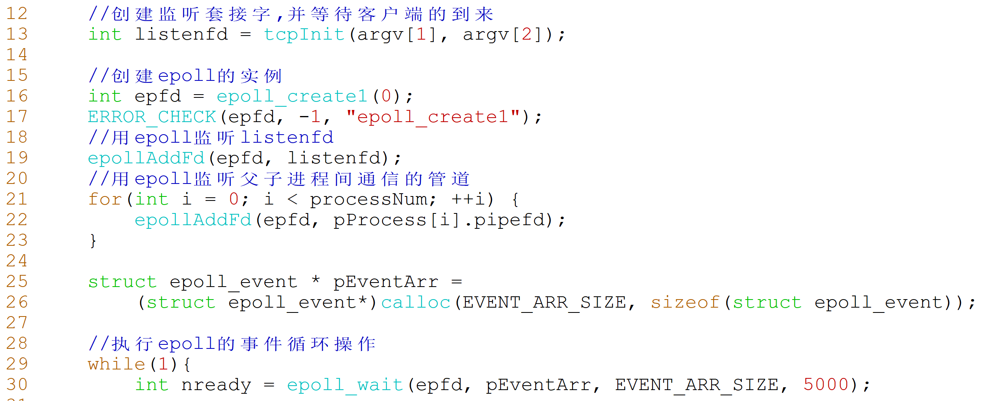 12     //创建监听套接字,并等待客户端的到来
13     int listenfd = tcpInit(argv[1], argv[2]);
14
15     //创建epoll的实例
16     int epfd = epoll_create1(0);
17     ERROR_CHECK(epfd, -1, "epoll_create1");
18     //用epoll监听listenfd
19     epollAddFd(epfd, listenfd);
20     //用epoll监听父子进程间通信的管道
21     for(int i = 0; i < processNum; ++i) {
22         epollAddFd(epfd, pProcess[i].pipefd);
23     }
24
25     struct epoll_event * pEventArr =
26         (struct epoll_event*)calloc(EVENT_ARR_SIZE, sizeof(struct epoll_event));
27
28     //执行epoll的事件循环操作
29     while(1){
30         int nready = epoll_wait(epfd, pEventArr, EVENT_ARR_SIZE, 5000);